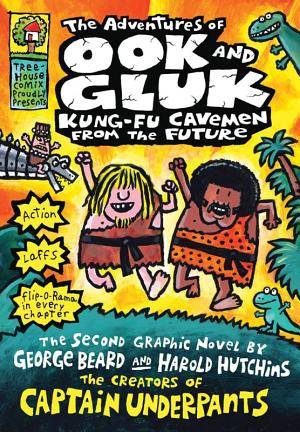 TREE-
HOUSE
COMIX
PROUDLY
PRESENTS
The Adventures of
OOK AND
GLUK
KUNG-FU CAVEMEN
FROM THE FUTURE
Action
Laffs
Flip-O-Rama
in every
chapter
The Second Graphic Novel by
GEORGE BEARD AND HAROLD HUTCHINS
THE CREATORS OF
CAPTAIN UNDERPANTS